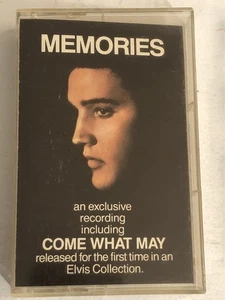 MEMORIES
an exclusive
recording
including
COME WHAT MAY
released for the first time in an
Elvis Collection.